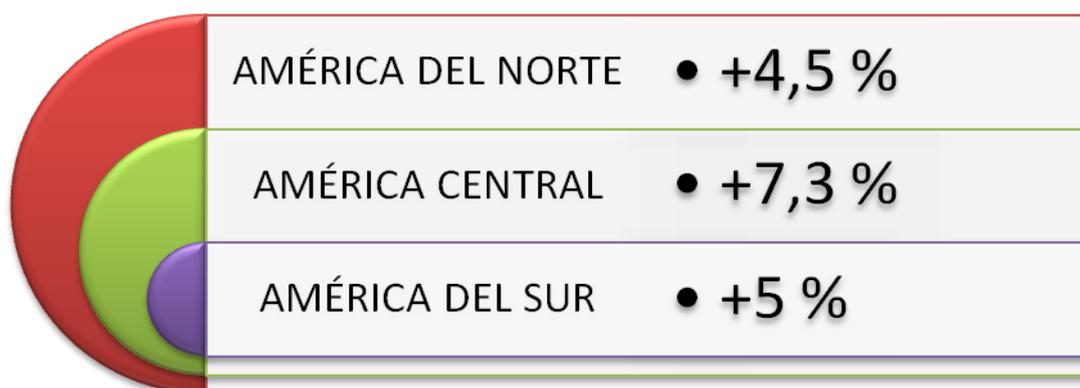 AMÉRICA DEL NORTE • +4,5 %
AMÉRICA CENTRAL • +7,3 %
AMÉRICA DEL SUR • +5 %